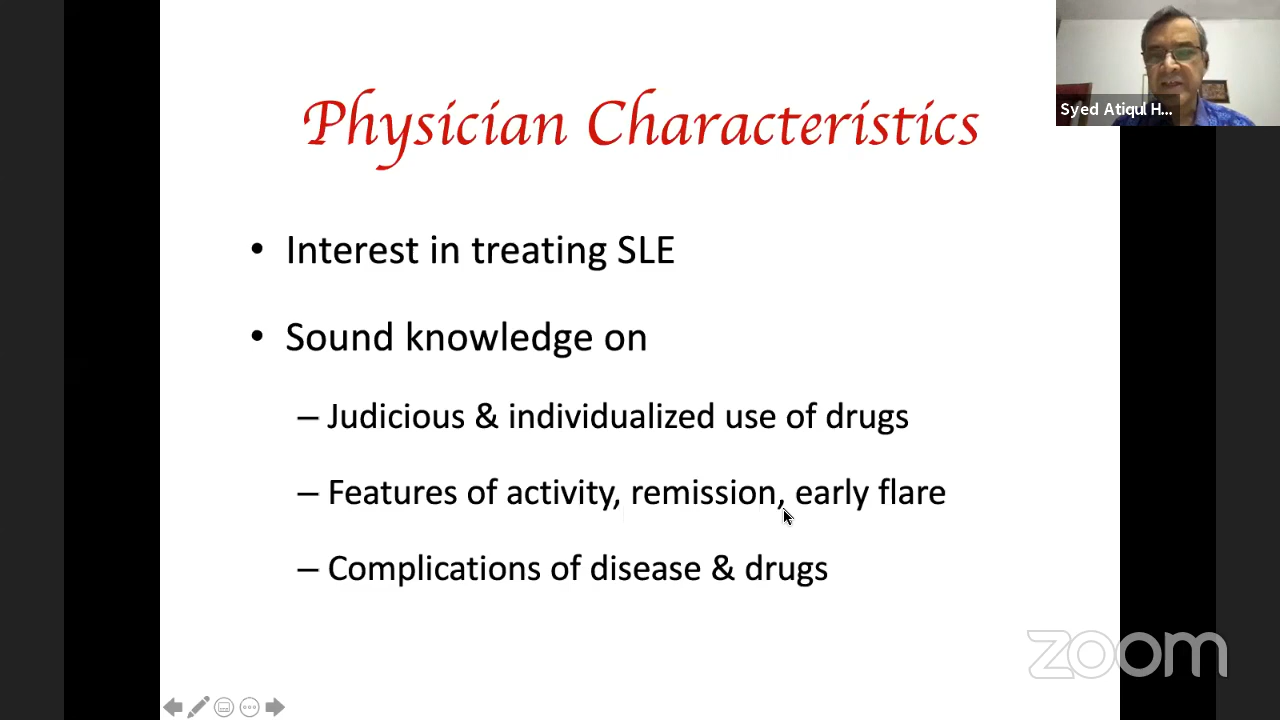 Physician Characteristics
Syed Atiqul H...
• Interest in treating SLE
• Sound knowledge on
– Judicious & individualized use of drugs
– Features of activity, remission, early flare
– Complications of disease & drugs
zoom